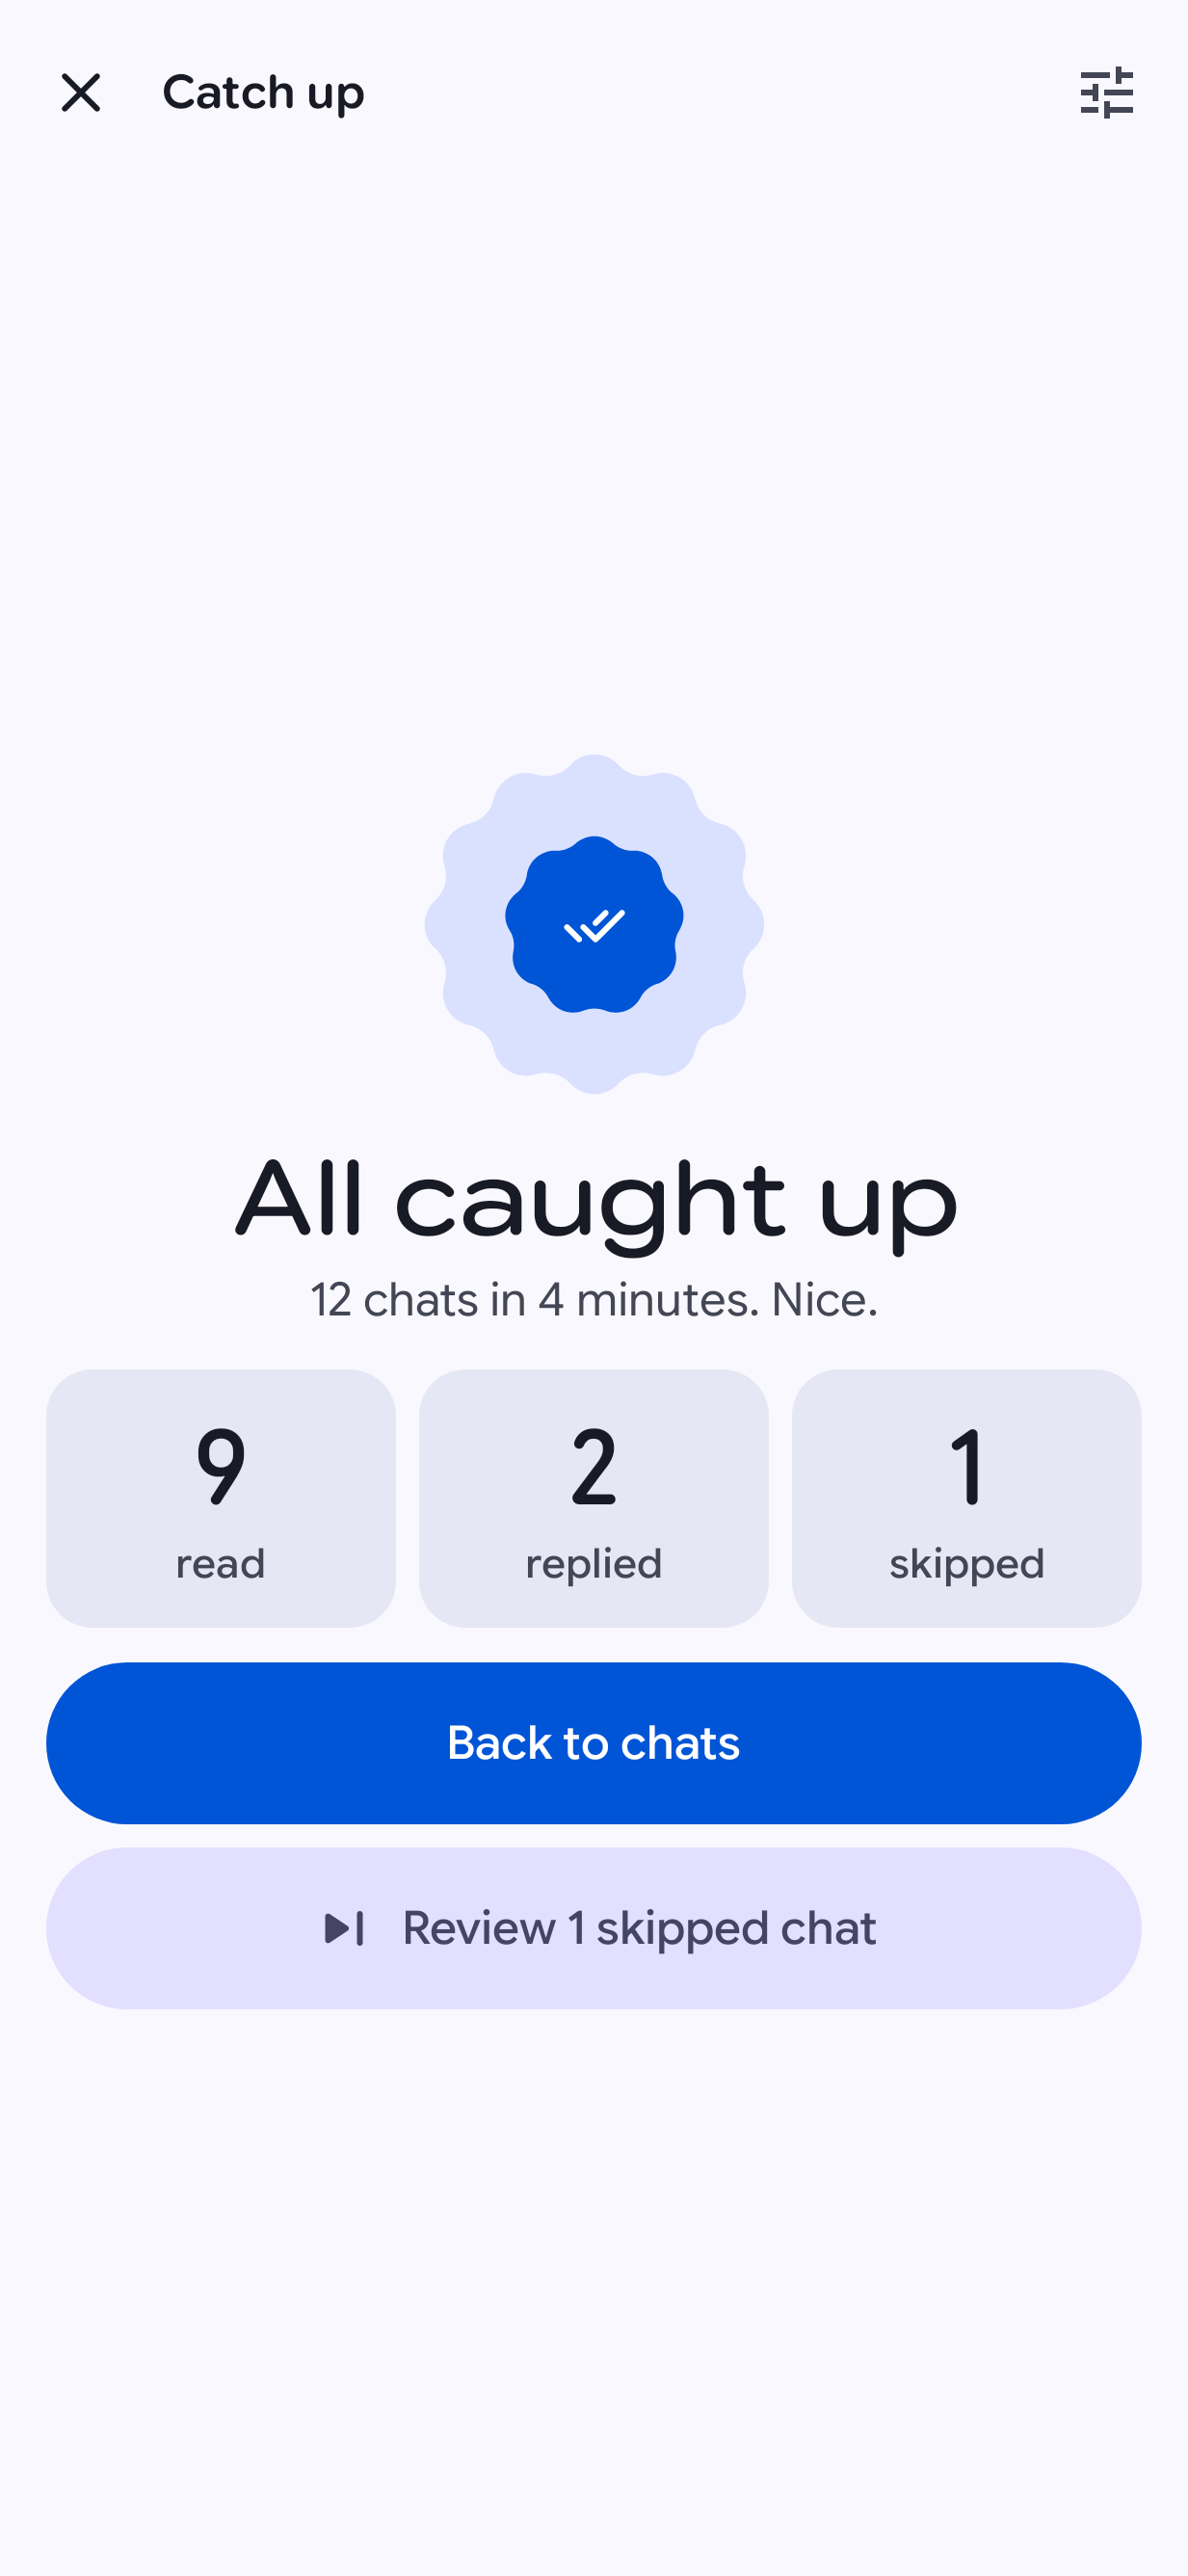 Catch up
All caught up
12 chats in 4 minutes. Nice.
9
read
2
replied
1
skipped
Back to chats
Review 1 skipped chat